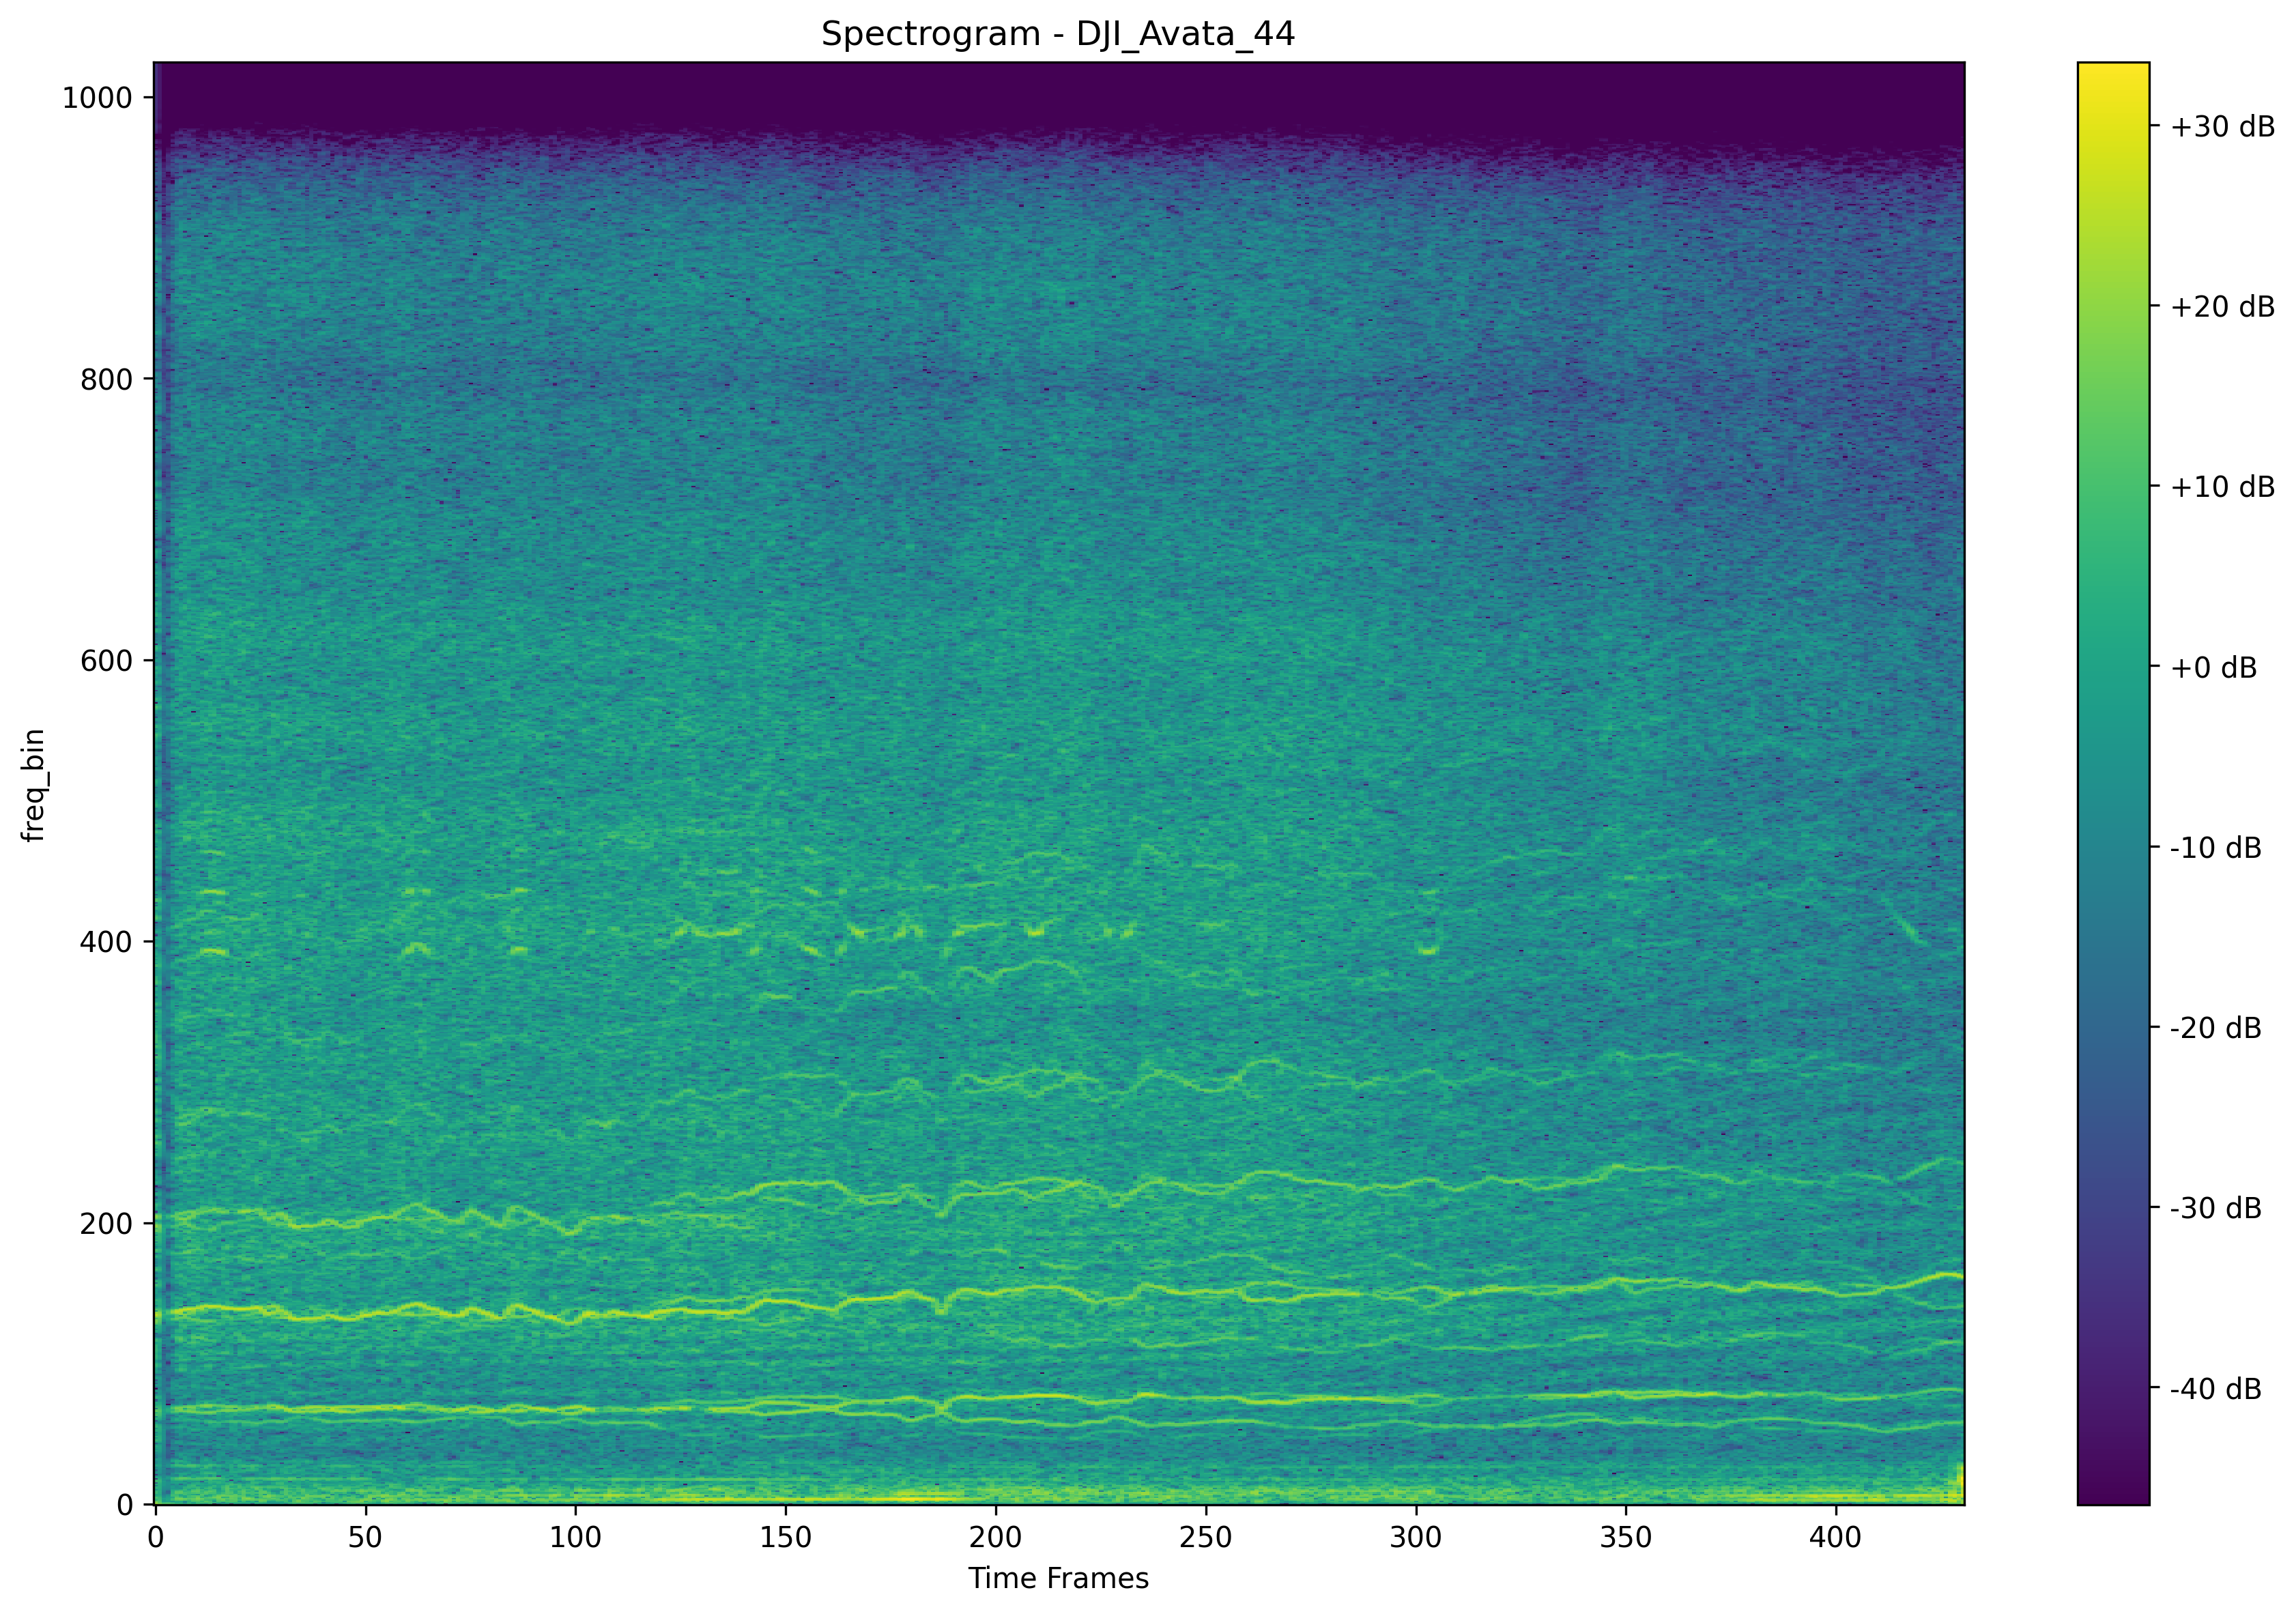 Spectrogram - DJI_Avata_44
freq_bin
1000
800
600
400
200
0
0 50 100 150 200 250 300 350 400
Time Frames
+30 dB
+20 dB
+10 dB
+0 dB
-10 dB
-20 dB
-30 dB
-40 dB